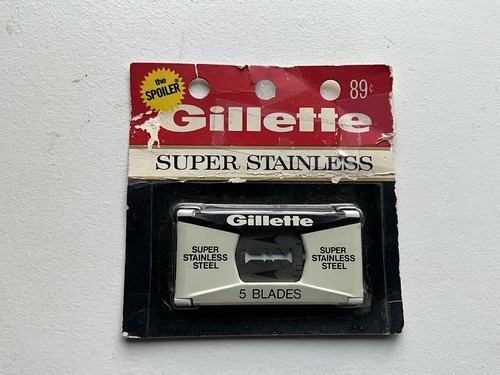 the
SPOILER®
89¢
Gillette
SUPER STAINLESS
Gillette
SUPER
STAINLESS
STEEL
SUPER
STAINLESS
STEEL
5 BLADES